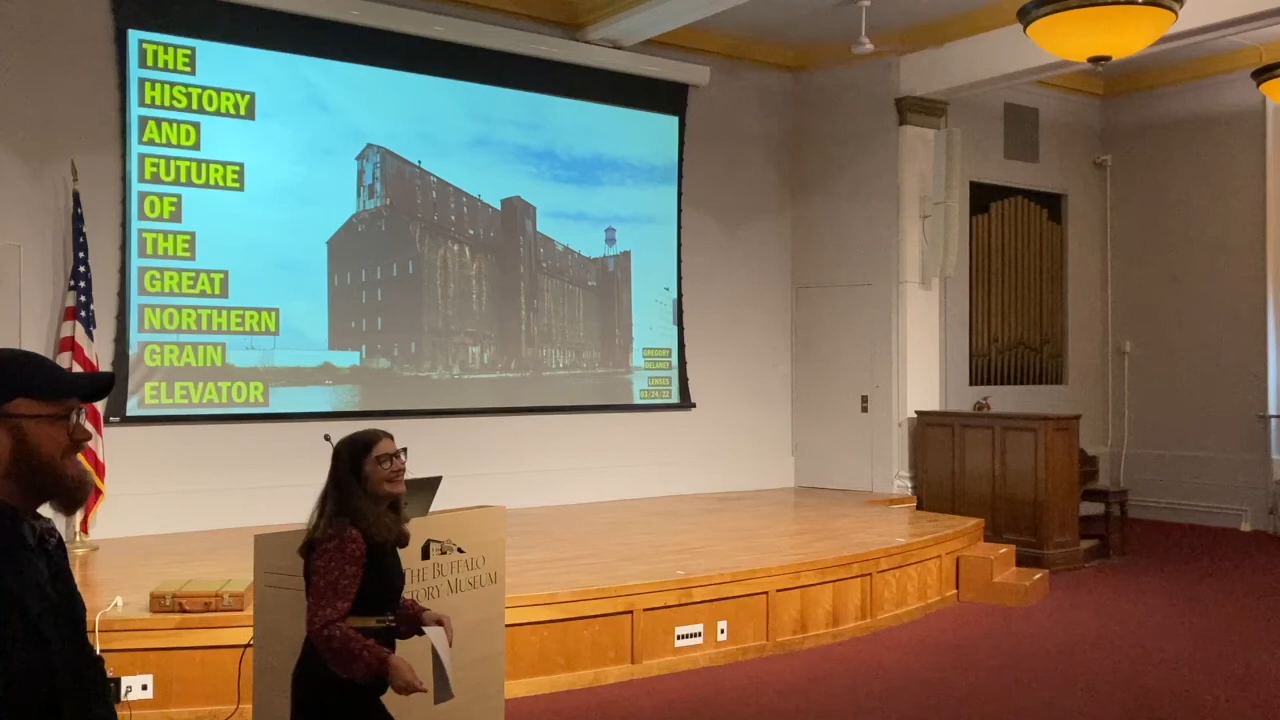 THE
HISTORY
AND
FUTURE
OF
THE
GREAT
NORTHERN
GRAIN
ELEVATOR
GREGORY
DELANEY
LENSES
03/24/22
THE BUFFALO
STORY MUSEUM